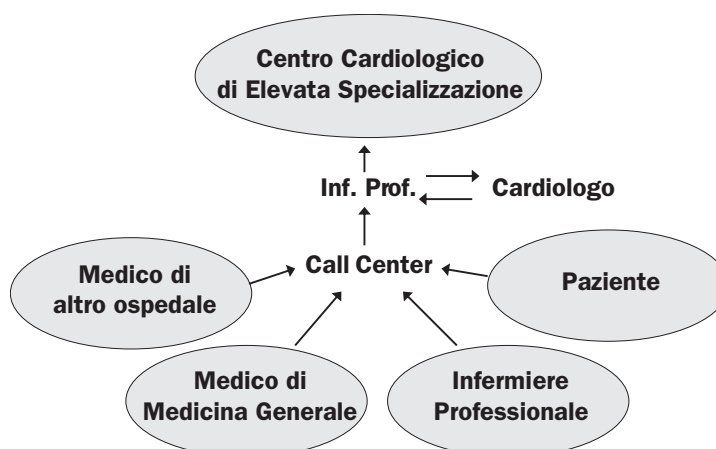 Centro Cardiologico
di Elevata Specializzazione
Inf. Prof.
Cardiologo
Call Center
Medico di
altro ospedale
Paziente
Medico di
Medicina Generale
Infermiere
Professionale